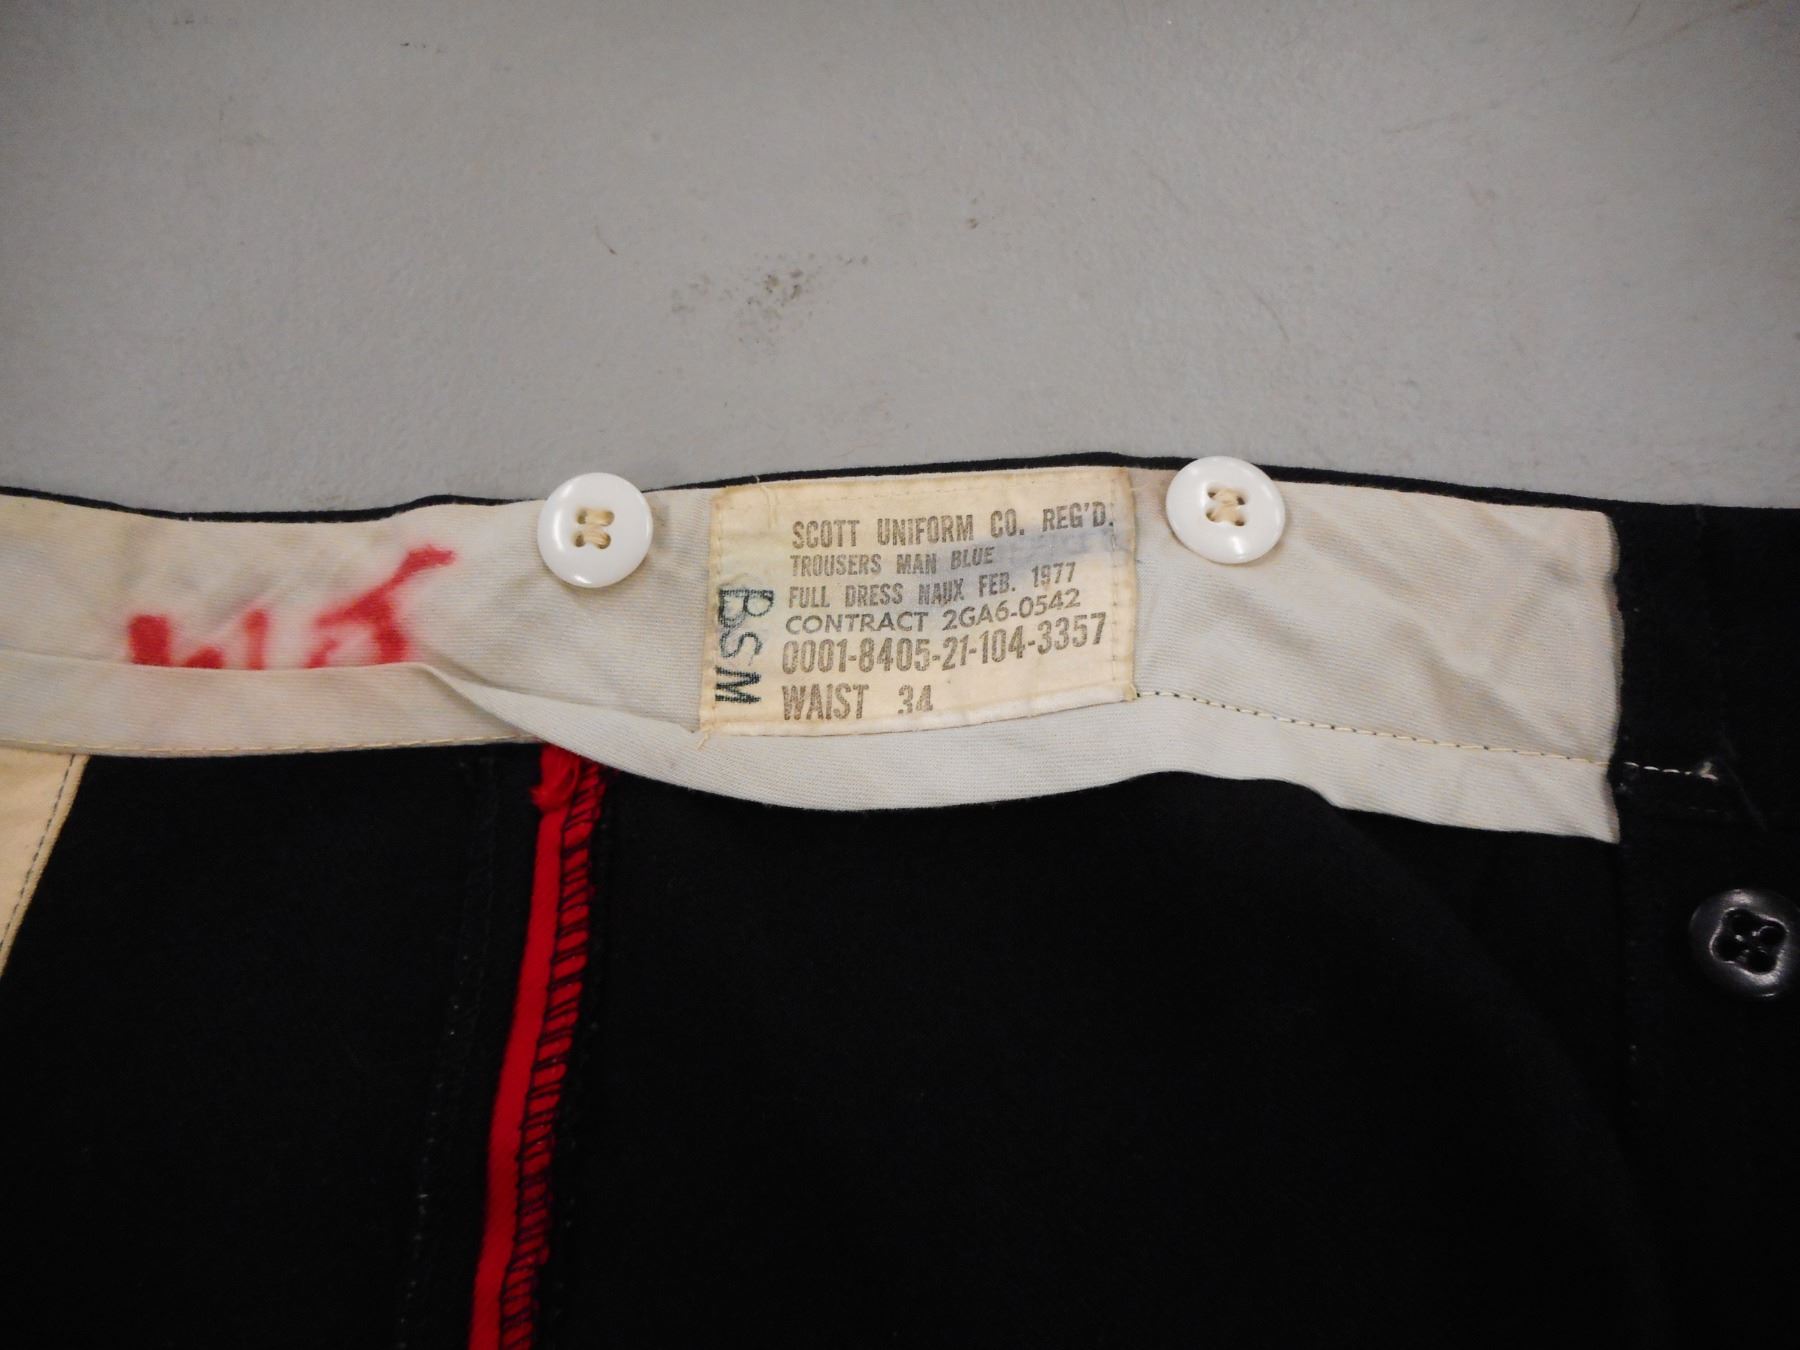 SCOTT UNIFORM CO. REG'D.
TROUSERS MAN BLUE
FULL DRESS NAUX FEB. 1977
CONTRACT 2GA6-0542
0001-8405-21-104-3357
WAIST 34
BSM